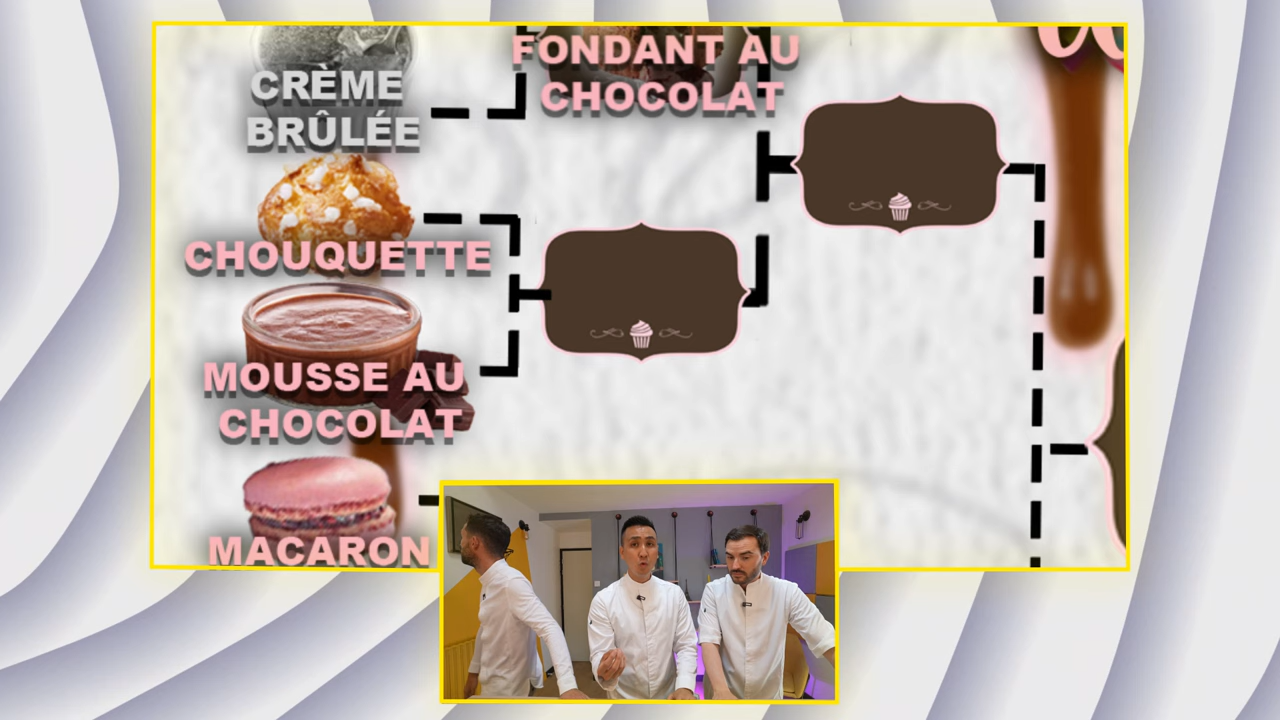 FONDANT AU
CHOCOLAT
CRÈME
BRÛLÉE
CHOUQUETTE
MOUSSE AU
CHOCOLAT
MACARON